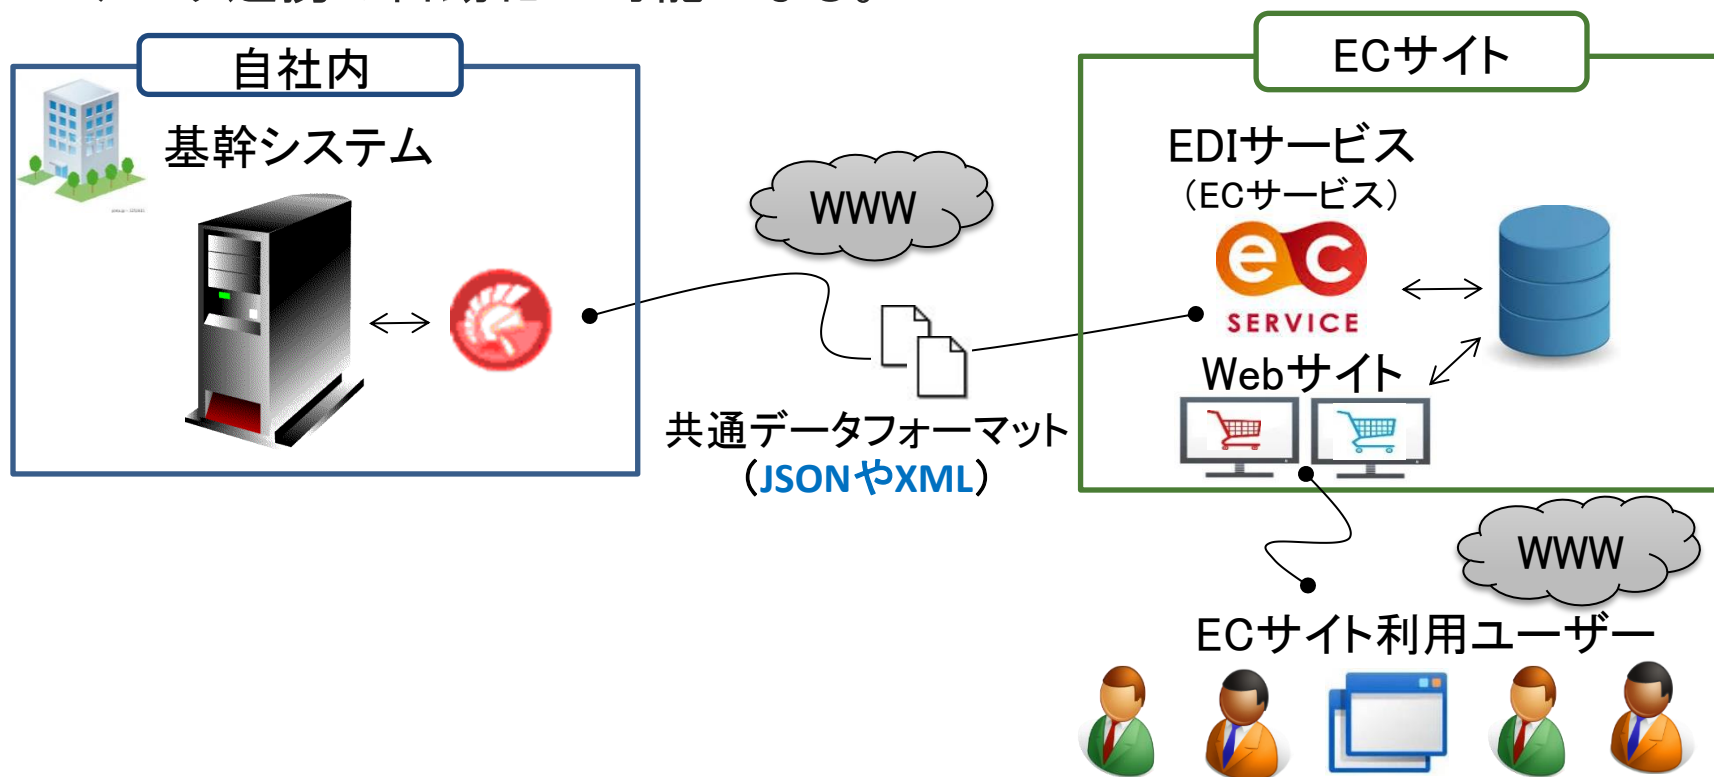 自社内
ECサイト
基幹システム
EDIサービス
（ECサービス）
WWW
ec
SERVICE
Webサイト
共通データフォーマット
（JSONやXML）
WWW
ECサイト利用ユーザー